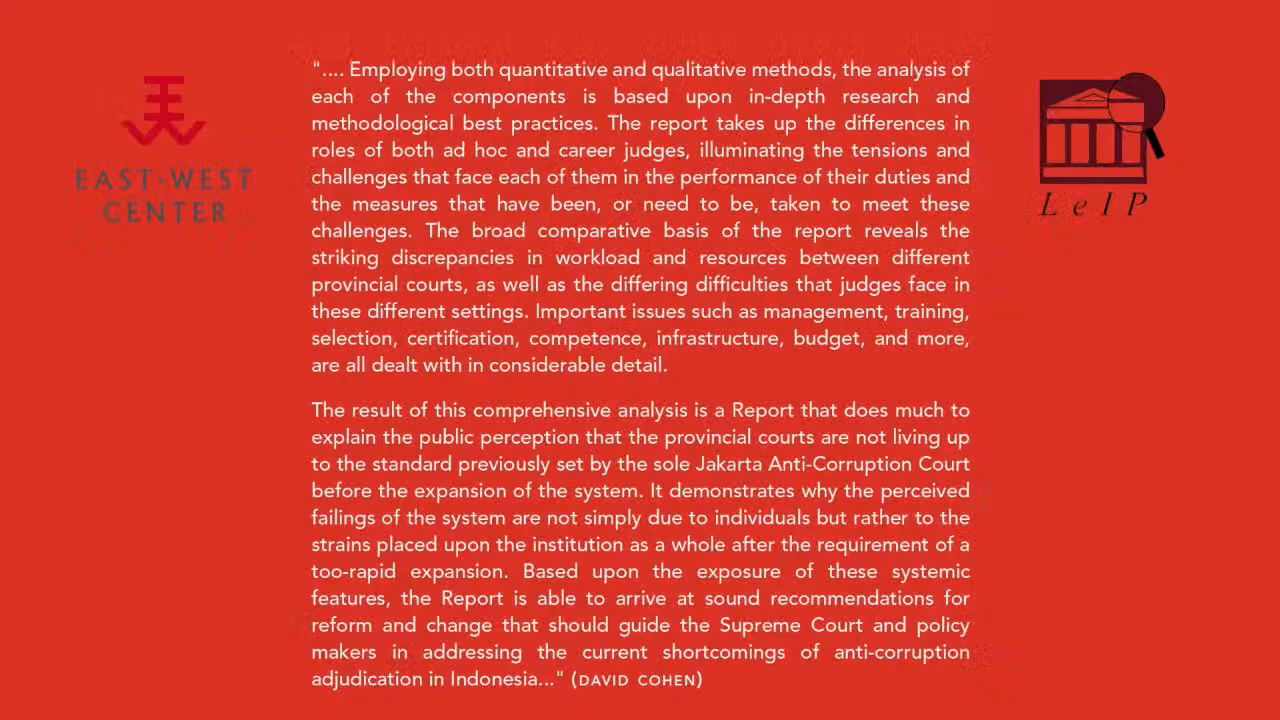 EAST-WEST
CENTER
".... Employing both quantitative and qualitative methods, the analysis of
each of the components is based upon in-depth research and
methodological best practices. The report takes up the differences in
roles of both ad hoc and career judges, illuminating the tensions and
challenges that face each of them in the performance of their duties and
the measures that have been, or need to be, taken to meet these
challenges. The broad comparative basis of the report reveals the
striking discrepancies in workload and resources between different
provincial courts, as well as the differing difficulties that judges face in
these different settings. Important issues such as management, training,
selection, certification, competence, infrastructure, budget, and more,
are all dealt with in considerable detail.
The result of this comprehensive analysis is a Report that does much to
explain the public perception that the provincial courts are not living up
to the standard previously set by the sole Jakarta Anti-Corruption Court
before the expansion of the system. It demonstrates why the perceived
failings of the system are not simply due to individuals but rather to the
strains placed upon the institution as a whole after the requirement of a
too-rapid expansion. Based upon the exposure of these systemic
features, the Report is able to arrive at sound recommendations for
reform and change that should guide the Supreme Court and policy
makers in addressing the current shortcomings of anti-corruption
adjudication in Indonesia..." (DAVID COHEN)
LeIP